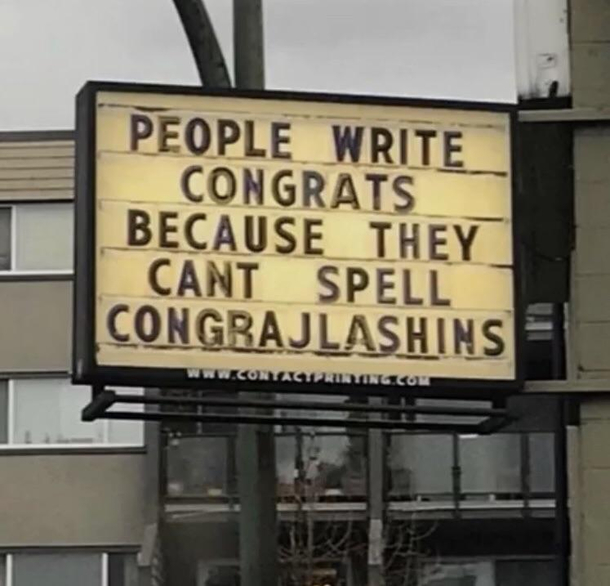 PEOPLE WRITE
CONGRATS
BECAUSE THEY
CANT SPELL
CONGRAJLASHINS
WWW.CONTACTPRINTING.COM